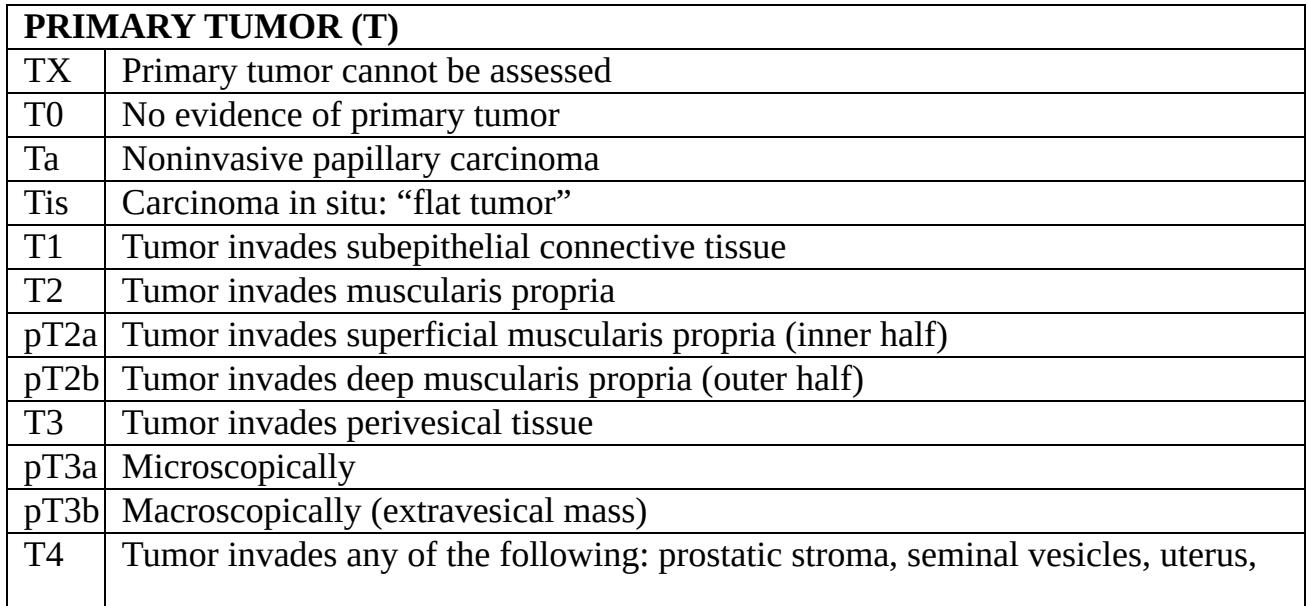 PRIMARY TUMOR (T)
TX Primary tumor cannot be assessed
T0 No evidence of primary tumor
Ta Noninvasive papillary carcinoma
Tis Carcinoma in situ: “flat tumor”
T1 Tumor invades subepithelial connective tissue
T2 Tumor invades muscularis propria
pT2a Tumor invades superficial muscularis propria (inner half)
pT2b Tumor invades deep muscularis propria (outer half)
T3 Tumor invades perivesical tissue
pT3a Microscopically
pT3b Macroscopically (extravesical mass)
T4 Tumor invades any of the following: prostatic stroma, seminal vesicles, uterus,